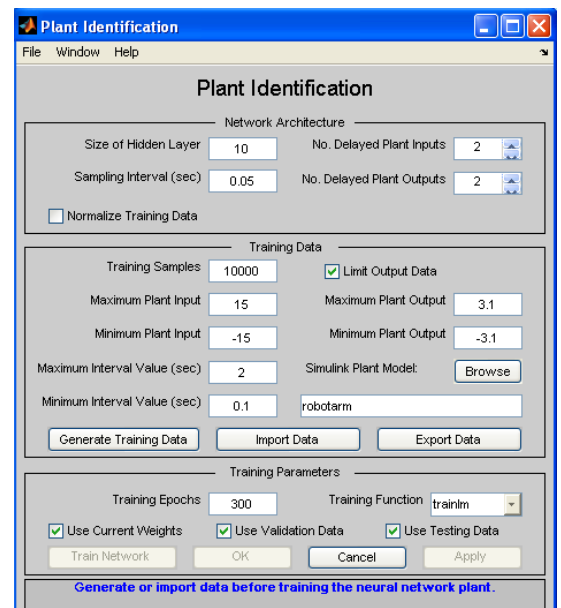 Plant Identification
File Window Help
Plant Identification
Network Architecture
Size of Hidden Layer 10 No. Delayed Plant Inputs 2
Sampling Interval (sec) 0.05 No. Delayed Plant Outputs 2
Normalize Training Data
Training Data
Training Samples 10000 Limit Output Data
Maximum Plant Input 15 Maximum Plant Output 3.1
Minimum Plant Input -15 Minimum Plant Output -3.1
Maximum Interval Value (sec) 2 Simulink Plant Model: Browse
Minimum Interval Value (sec) 0.1 robotarm
Generate Training Data Import Data Export Data
Training Parameters
Training Epochs 300 Training Function trainlm
Use Current Weights Use Validation Data Use Testing Data
Train Network OK Cancel Apply
Generate or import data before training the neural network plant.